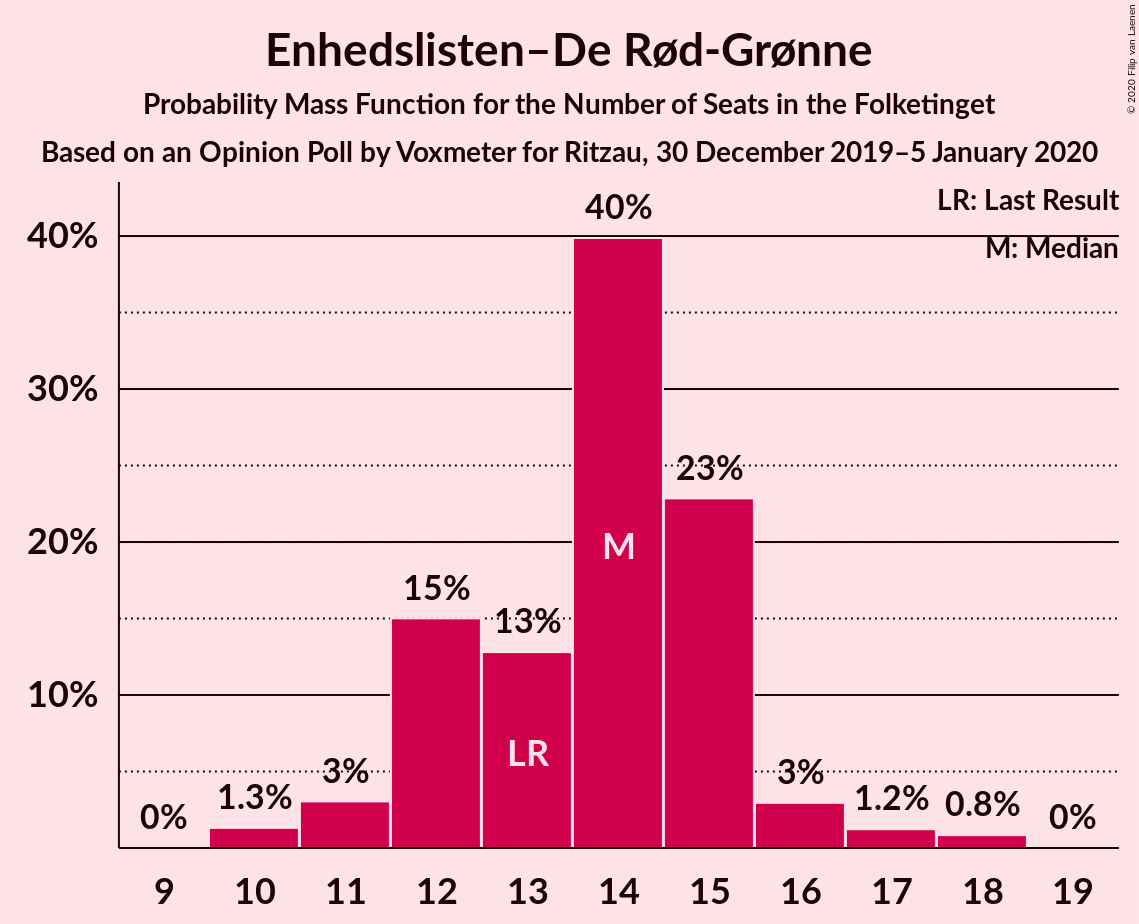 Enhedslisten–De Rød-Grønne
Probability Mass Function for the Number of Seats in the Folketinget
Based on an Opinion Poll by Voxmeter for Ritzau, 30 December 2019–5 January 2020
© 2020 Filip van Laenen
LR: Last Result
M: Median
40%
30%
20%
10%
0%
1.3%
3%
15%
13%
40%
23%
3%
1.2%
0.8%
0%
LR
M
9 10 11 12 13 14 15 16 17 18 19